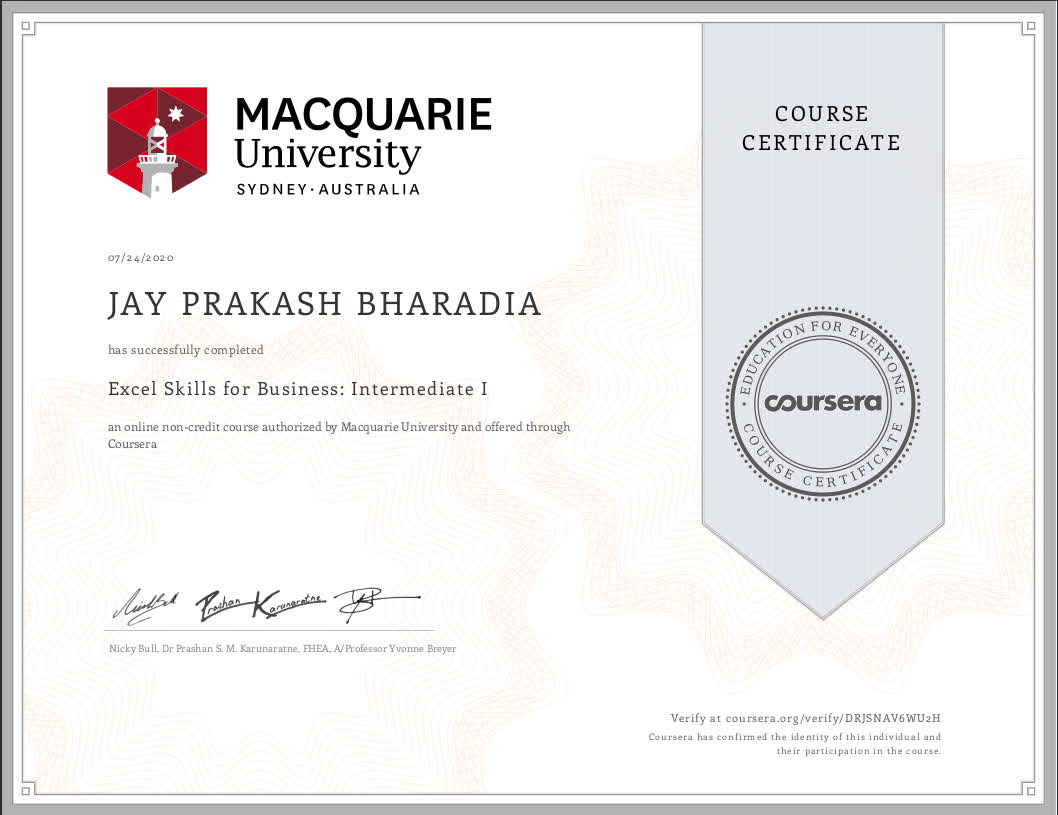 MACQUARIE
University
SYDNEY·AUSTRALIA
COURSE
CERTIFICATE
07/24/2020
JAY PRAKASH BHARADIA
has successfully completed
Excel Skills for Business: Intermediate I
an online non-credit course authorized by Macquarie University and offered through
Coursera
EDUCATION FOR EVERYONE
coursera
COURSE CERTIFICATE
Prashan Karunaratne
Nicky Bull, Dr Prashan S. M. Karunaratne, FHEA, A/Professor Yvonne Breyer
Verify at coursera.org/verify/DRJSNAV6WU2H
Coursera has confirmed the identity of this individual and
their participation in the course.